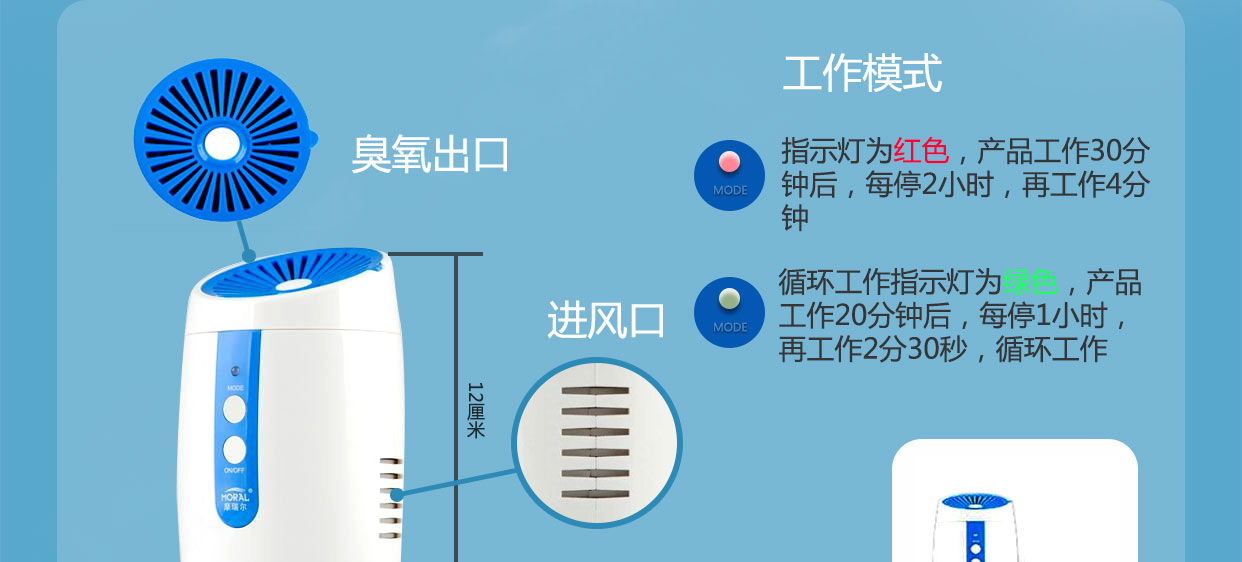 工作模式
臭氧出口
指示灯为红色，产品工作30分
钟后，每停2小时，再工作4分
钟
MODE
循环工作指示灯为绿色，产品
工作20分钟后，每停1小时，
再工作2分30秒，循环工作
MODE
进风口
12厘米
MODE
ON/OFF
MORAL®
摩瑞尔